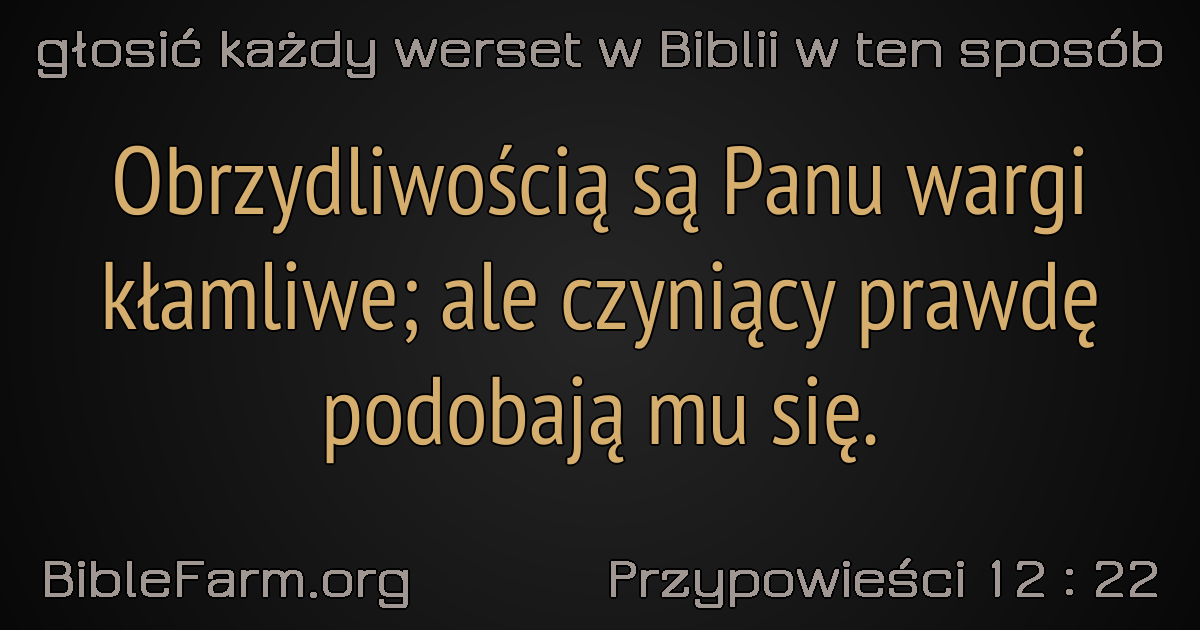 głosić każdy werset w Biblii w ten sposób
Obrzydliwością są Panu wargi
kłamliwe; ale czyniący prawdę
podobają mu się.
BibleFarm.org
Przypowieści 12 : 22